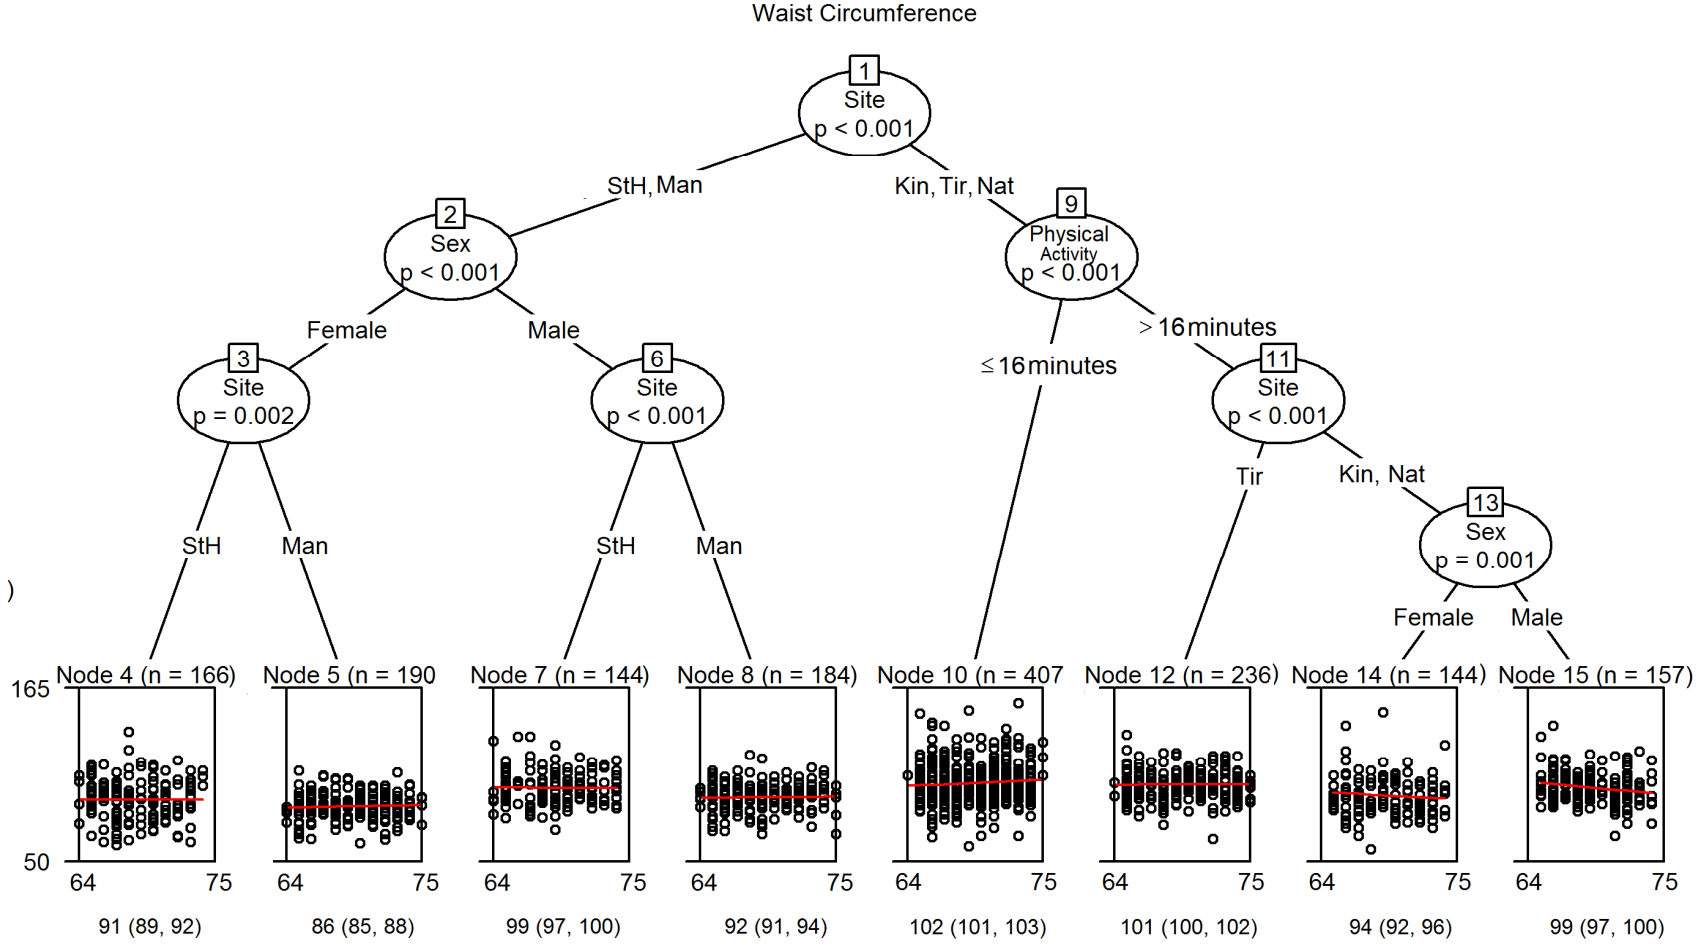 Waist Circumference
1
Site
p < 0.001
StH, Man
Kin, Tir, Nat
2
Sex
p < 0.001
9
Physical
Activity
p < 0.001
Female
Male
≤ 16 minutes
> 16 minutes
3
Site
p = 0.002
6
Site
p < 0.001
11
Site
p < 0.001
Tir
Kin, Nat
13
Sex
p = 0.001
StH
Man
StH
Man
Female
Male
)
Node 4 (n = 166)
Node 5 (n = 190
Node 7 (n = 144)
Node 8 (n = 184)
Node 10 (n = 407
Node 12 (n = 236)
Node 14 (n = 144)
Node 15 (n = 157)
165
50
64 75
64 75
64 75
64 75
64 75
64 75
64 75
64 75
91 (89, 92)
86 (85, 88)
99 (97, 100)
92 (91, 94)
102 (101, 103)
101 (100, 102)
94 (92, 96)
99 (97, 100)